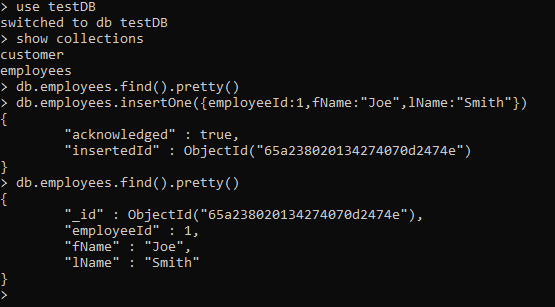 > use testDB
switched to db testDB
> show collections
customer
employees
> db.employees.find().pretty()
> db.employees.insertOne({employeeId:1,fName:"Joe",lName:"Smith"})
{
        "acknowledged" : true,
        "insertedId" : ObjectId("65a238020134274070d2474e")
}
> db.employees.find().pretty()
{
        "_id" : ObjectId("65a238020134274070d2474e"),
        "employeeId" : 1,
        "fName" : "Joe",
        "lName" : "Smith"
}
>